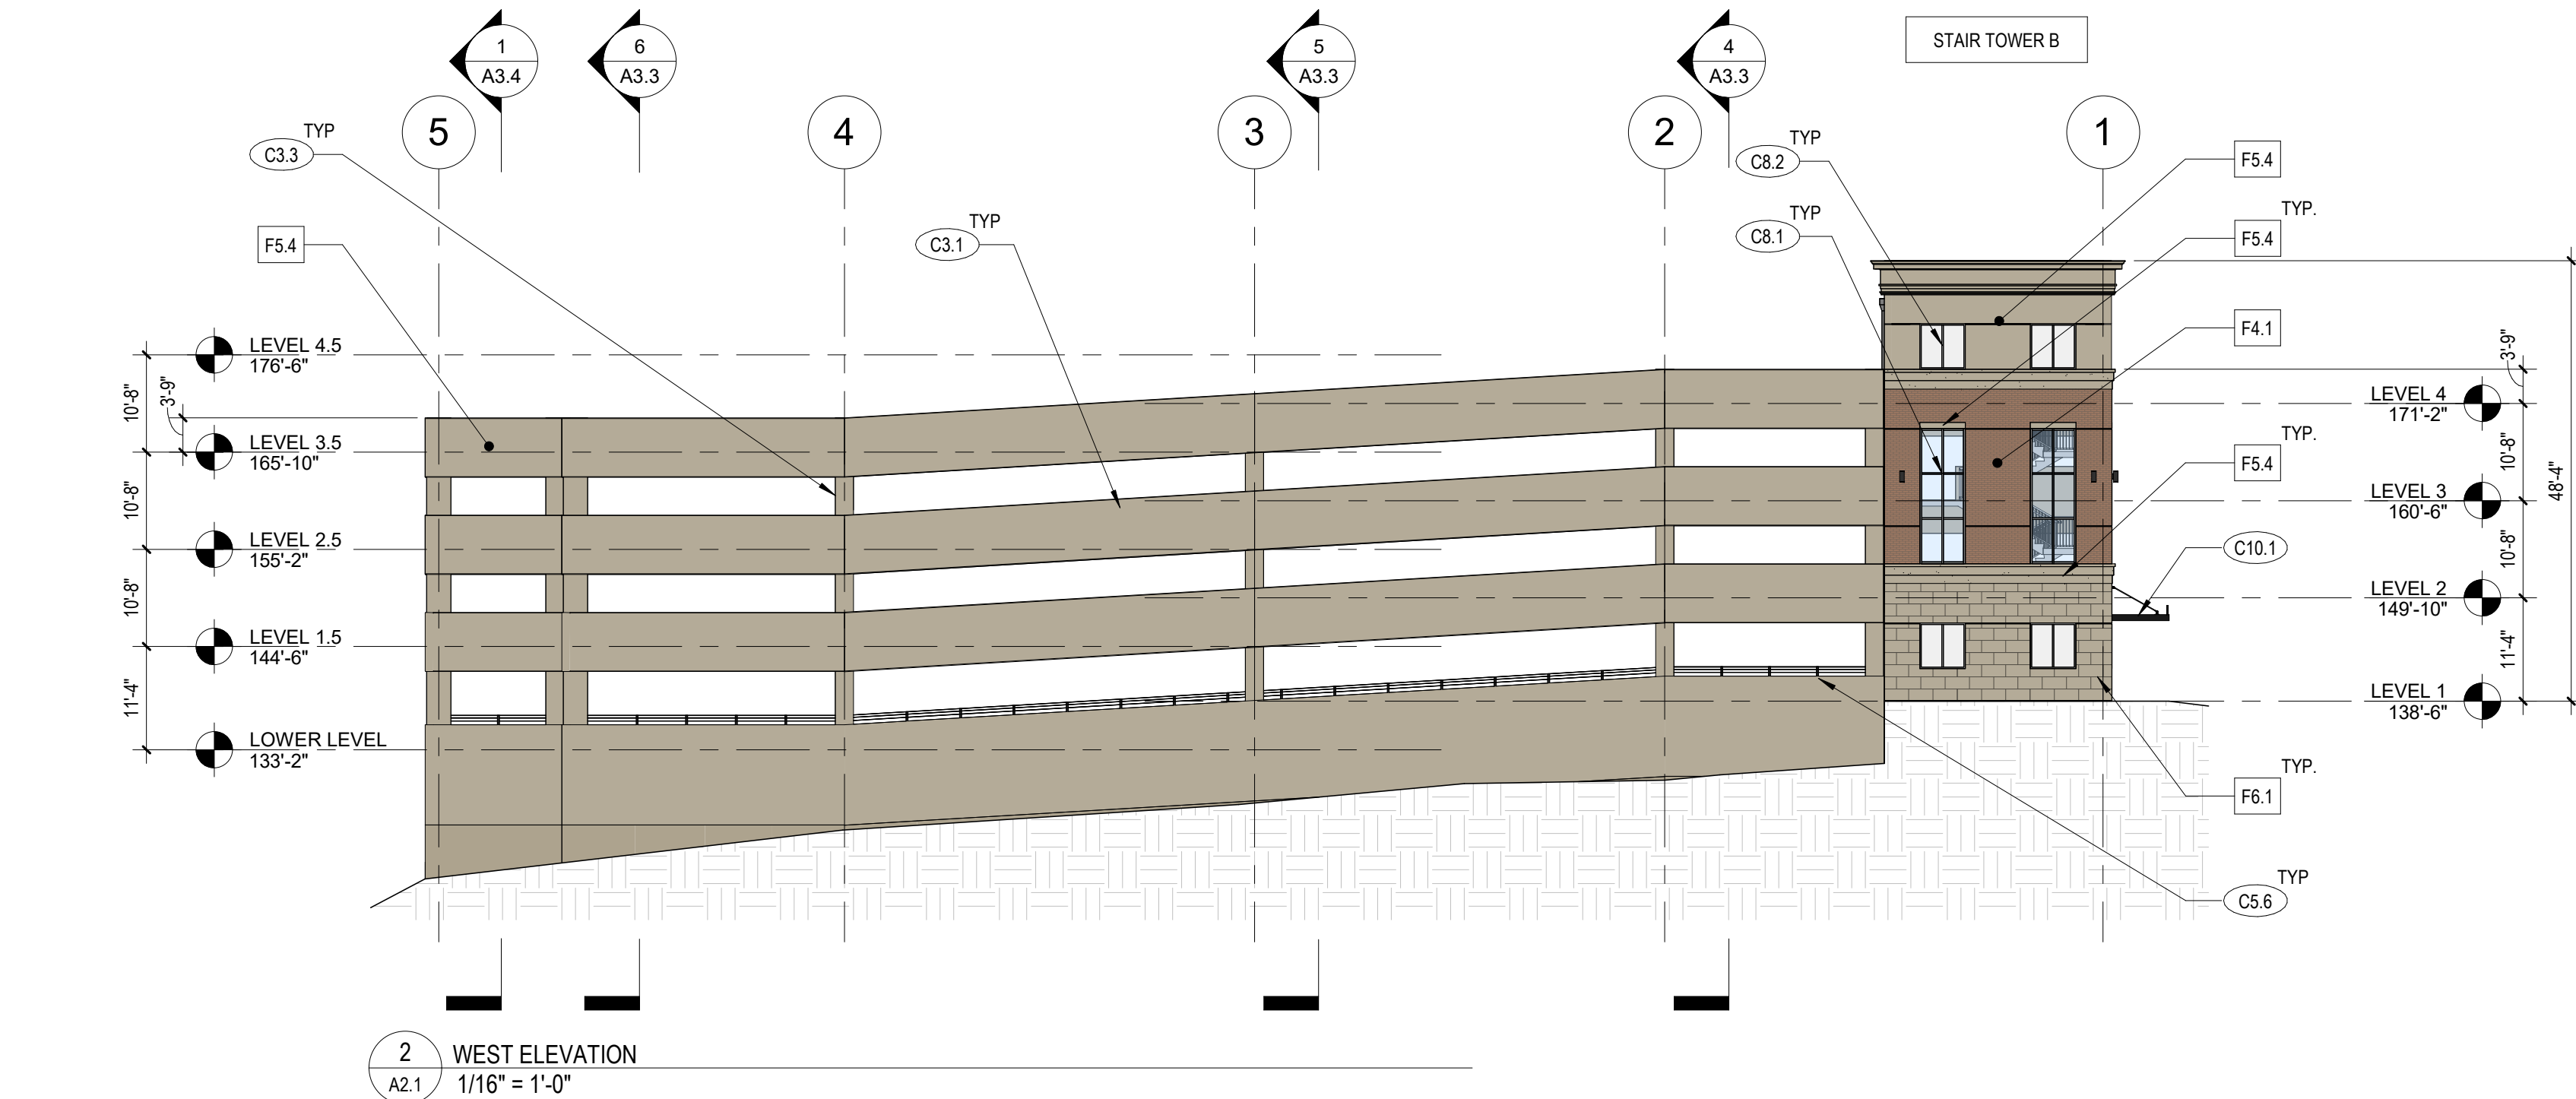 1
A3.4
6
A3.3
5
A3.3
4
A3.3
STAIR TOWER B
5
4
3
2
1
TYP
C3.3
TYP
C8.2
F5.4
TYP
C3.1
TYP
C8.1
TYP.
F5.4
F5.4
F4.1
LEVEL 4.5
176'-6"
LEVEL 3.5
165'-10"
LEVEL 2.5
155'-2"
LEVEL 1.5
144'-6"
LOWER LEVEL
133'-2"
10'-8"
3'-9"
10'-8"
10'-8"
11'-4"
3'-9"
LEVEL 4
171'-2"
10'-8"
TYP.
F5.4
LEVEL 3
160'-6"
48'-4"
C10.1
10'-8"
LEVEL 2
149'-10"
11'-4"
LEVEL 1
138'-6"
TYP.
F6.1
TYP
C5.6
2
A2.1
WEST ELEVATION
1/16" = 1'-0"